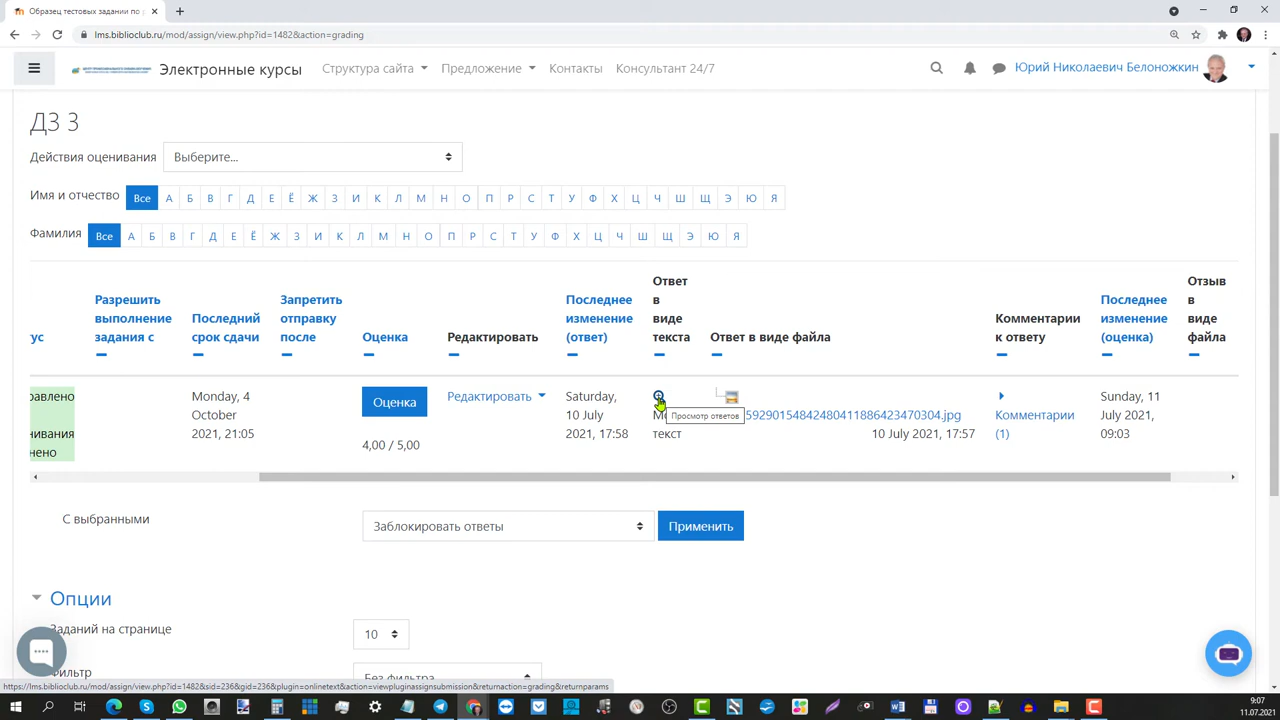 Образец тестовых задании по р
lms.biblioclub.ru/mod/assign/view.php?id=1482&action=grading
Электронные курсы Структура сайта Предложение Контакты Консультант 24/7 Юрий Николаевич Белоножкин
ДЗ 3
Действия оценивания Выберите...
Имя и отчество Все А Б В Г Д Е Ё Ж З И К Л М Н О П Р С Т У Ф Х Ц Ч Ш Щ Э Ю Я
Фамилия Все А Б В Г Д Е Ё Ж З И К Л М Н О П Р С Т У Ф Х Ц Ч Ш Щ Э Ю Я
ус
Разрешить
выполнение
задания с
Последний
срок сдачи
Запретить
отправку
после
Оценка
Редактировать
Последнее
изменение
(ответ)
Ответ
в
виде
текста
Ответ в виде файла
Комментарии
к ответу
Последнее
изменение
(оценка)
Отзыв
в
виде
файла
равлено
нивания
нено
Monday, 4
October
2021, 21:05
Оценка
4,00 / 5,00
Редактировать
Saturday,
10 July
2021, 17:58
текст
Просмотр ответов
5929015484248041188642347​0304.jpg
10 July 2021, 17:57
Комментарии
(1)
Sunday, 11
July 2021,
09:03
С выбранными Заблокировать ответы Применить
Опции
Заданий на странице 10
Фильтр Без фильтра
https://lms.biblioclub.ru/mod/assign/view.php?id=1482&sid=236&gid=236&plugin=onlinetext&action=viewpluginassignsubmission&returnaction=grading&returnparams
9:07
11.07.2021